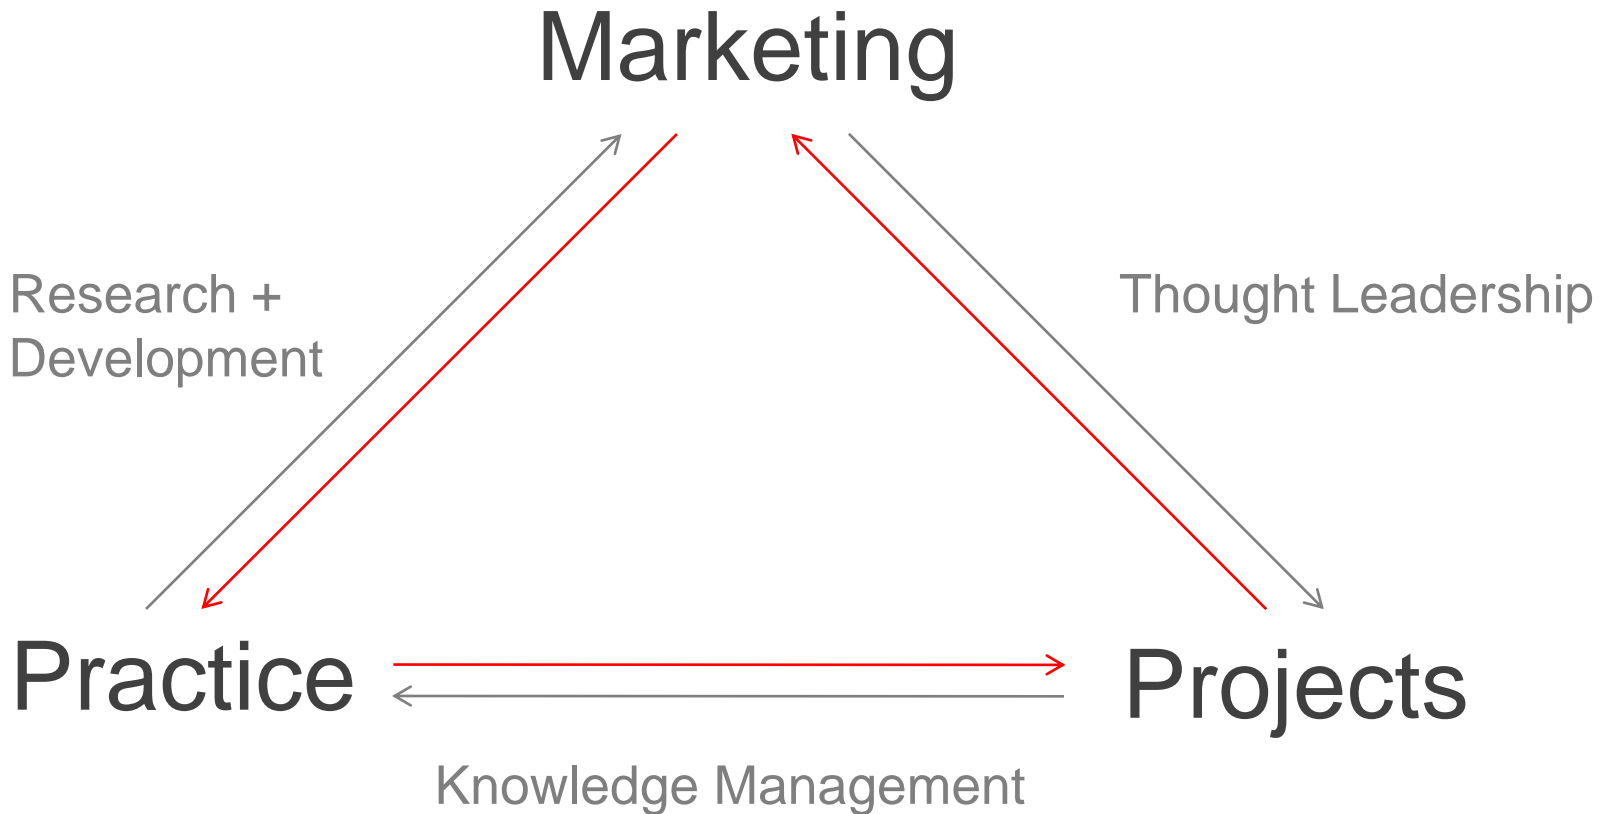 Marketing
Research +
Development
Thought Leadership
Practice
Projects
Knowledge Management